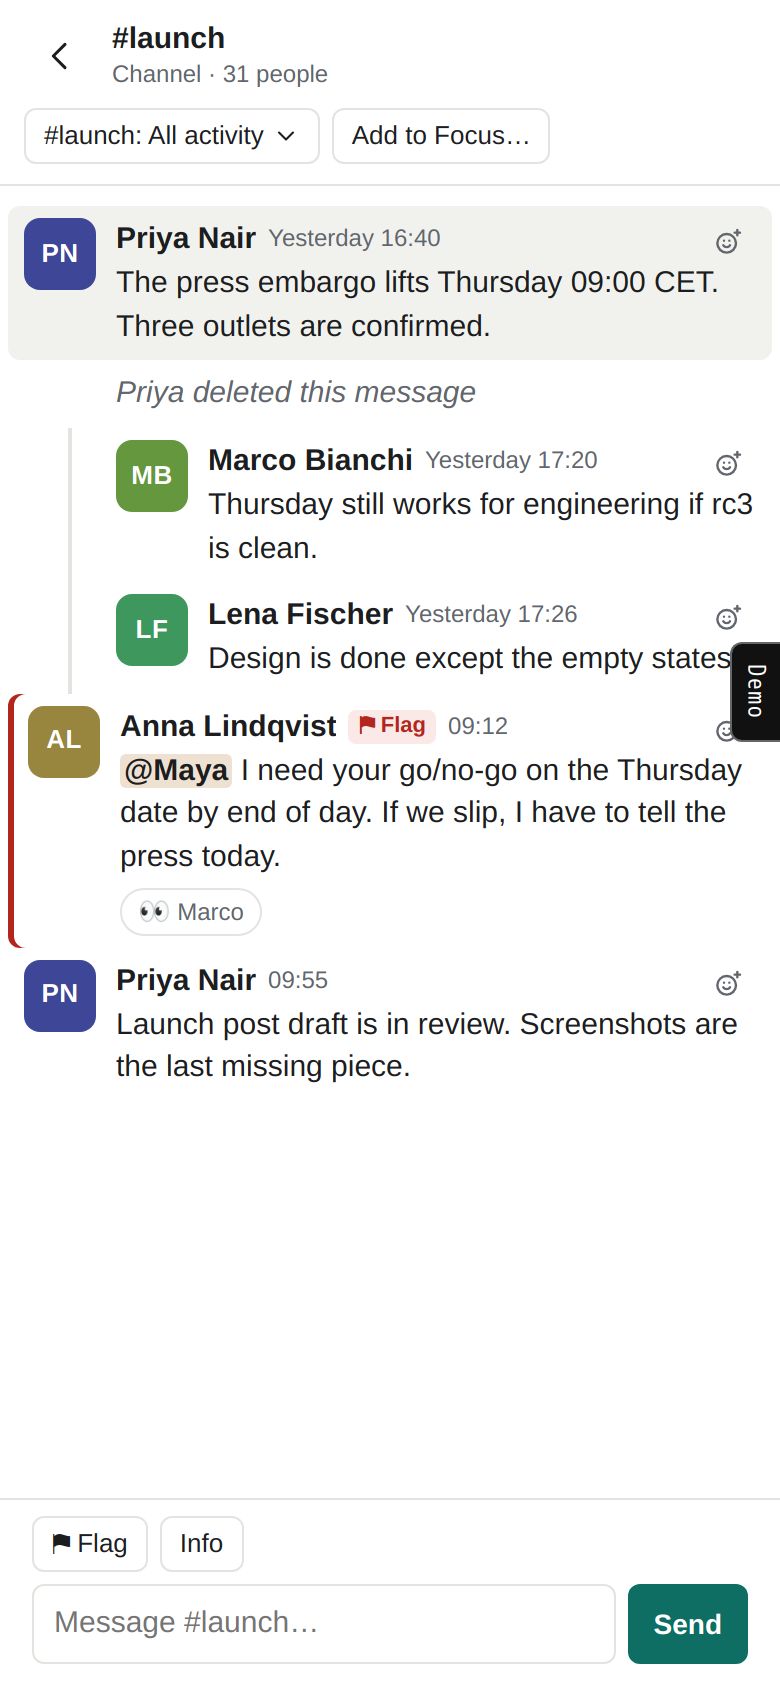 #launch
Channel · 31 people
#launch: All activity
Add to Focus…
PN
Priya Nair Yesterday 16:40
The press embargo lifts Thursday 09:00 CET.
Three outlets are confirmed.
Priya deleted this message
MB
Marco Bianchi Yesterday 17:20
Thursday still works for engineering if rc3
is clean.
LF
Lena Fischer Yesterday 17:26
Design is done except the empty states
Demo
AL
Anna Lindqvist Flag 09:12
@Maya I need your go/no-go on the Thursday
date by end of day. If we slip, I have to tell the
press today.
👀 Marco
PN
Priya Nair 09:55
Launch post draft is in review. Screenshots are
the last missing piece.
Flag
Info
Message #launch…
Send